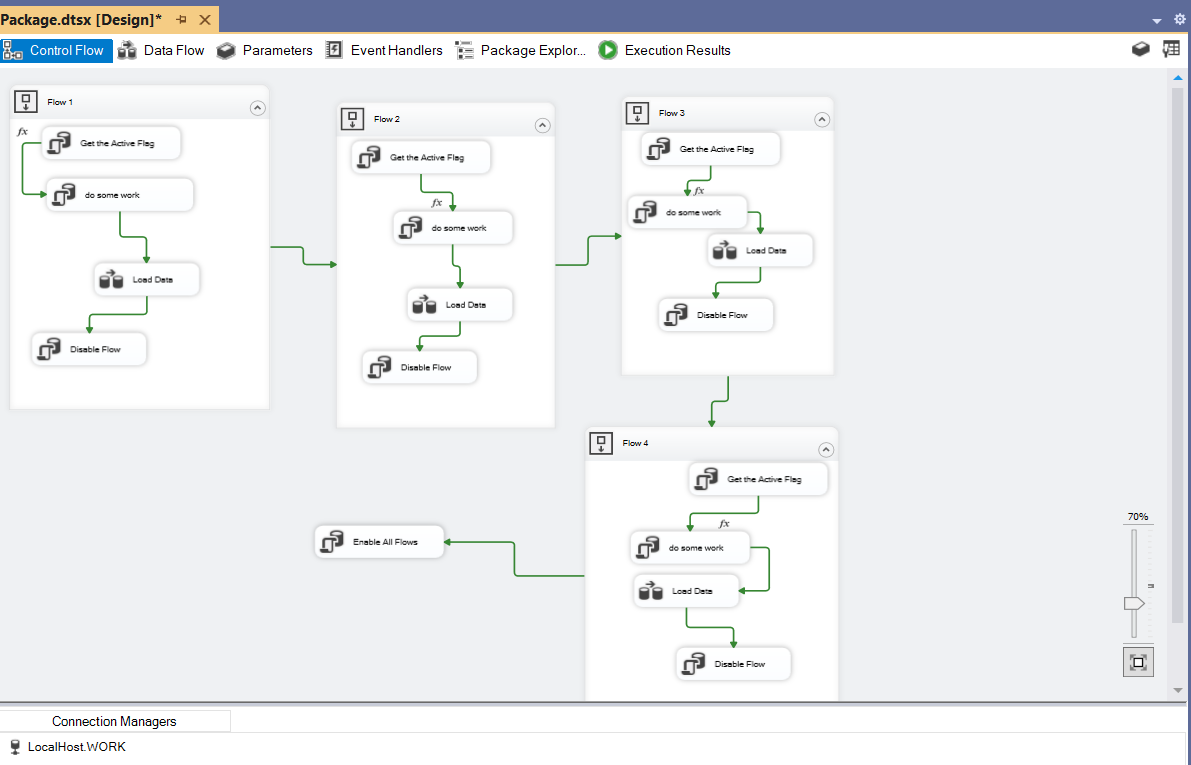 Package.dtsx [Design]*
Control Flow
Data Flow
Parameters
Event Handlers
Package Explor...
Execution Results
Flow 1
fx
Get the Active Flag
do some work
Load Data
Disable Flow
Flow 2
Get the Active Flag
fx
do some work
Load Data
Disable Flow
Flow 3
Get the Active Flag
fx
do some work
Load Data
Disable Flow
Flow 4
Get the Active Flag
fx
do some work
Load Data
Disable Flow
Enable All Flows
70%
Connection Managers
LocalHost.WORK